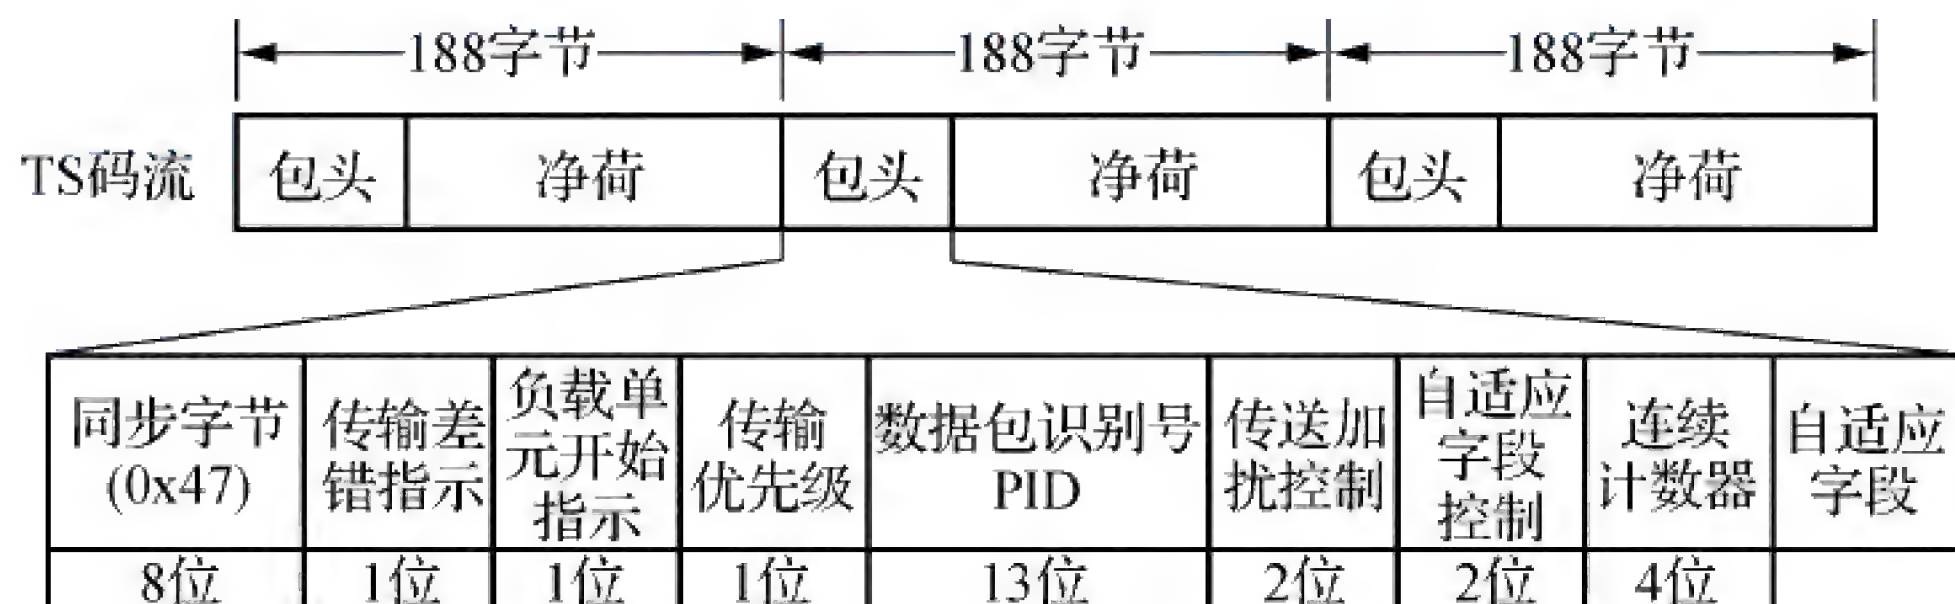 188字节 188字节 188字节
TS码流 包头 净荷 包头 净荷 包头 净荷
同步字节
(0x47)
传输差
错指示
负载单
元开始
指示
传输
优先级
数据包识别号
PID
传送加
扰控制
自适应
字段
控制
连续
计数器
自适应
字段
8位 1位 1位 1位 13位 2位 2位 4位